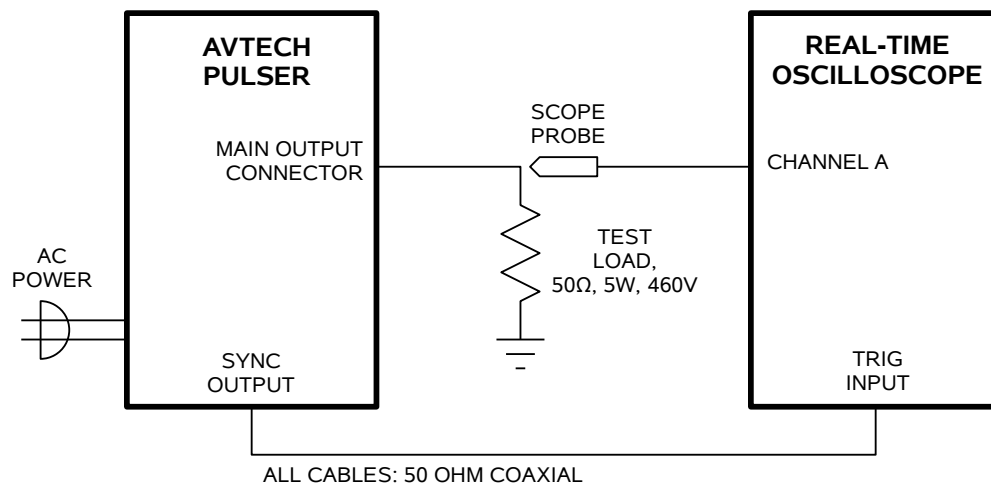 AVTECH
PULSER
REAL-TIME
OSCILLOSCOPE
SCOPE
PROBE
MAIN OUTPUT
CONNECTOR
CHANNEL A
AC
POWER
TEST
LOAD,
50Ω, 5W, 460V
SYNC
OUTPUT
TRIG
INPUT
ALL CABLES: 50 OHM COAXIAL